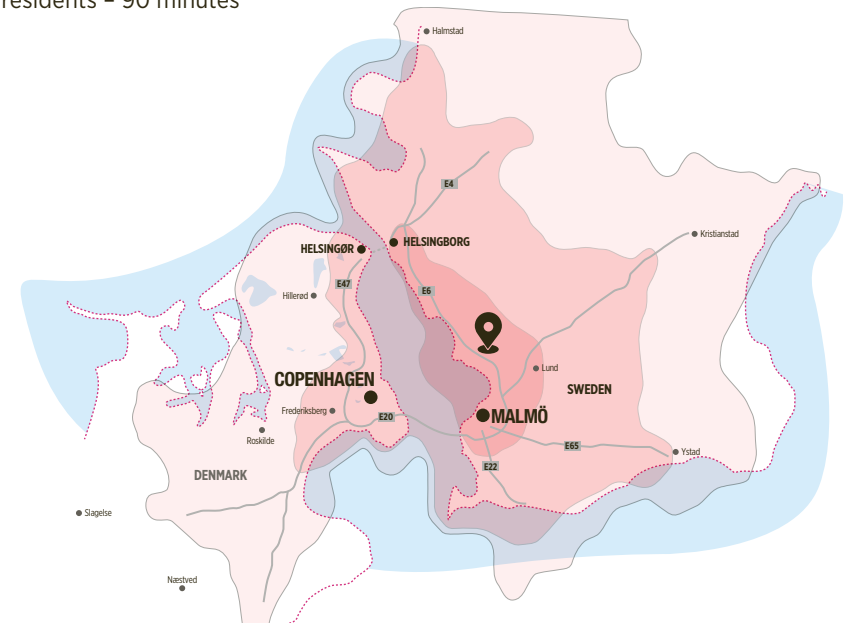 residents – 90 minutes
Halmstad
E4
Kristianstad
HELSINGØR
HELSINGBORG
E47
E6
Hillerød
Lund
COPENHAGEN
SWEDEN
Frederiksberg
E20
MALMÖ
Roskilde
E65
Ystad
E22
DENMARK
Slagelse
Næstved